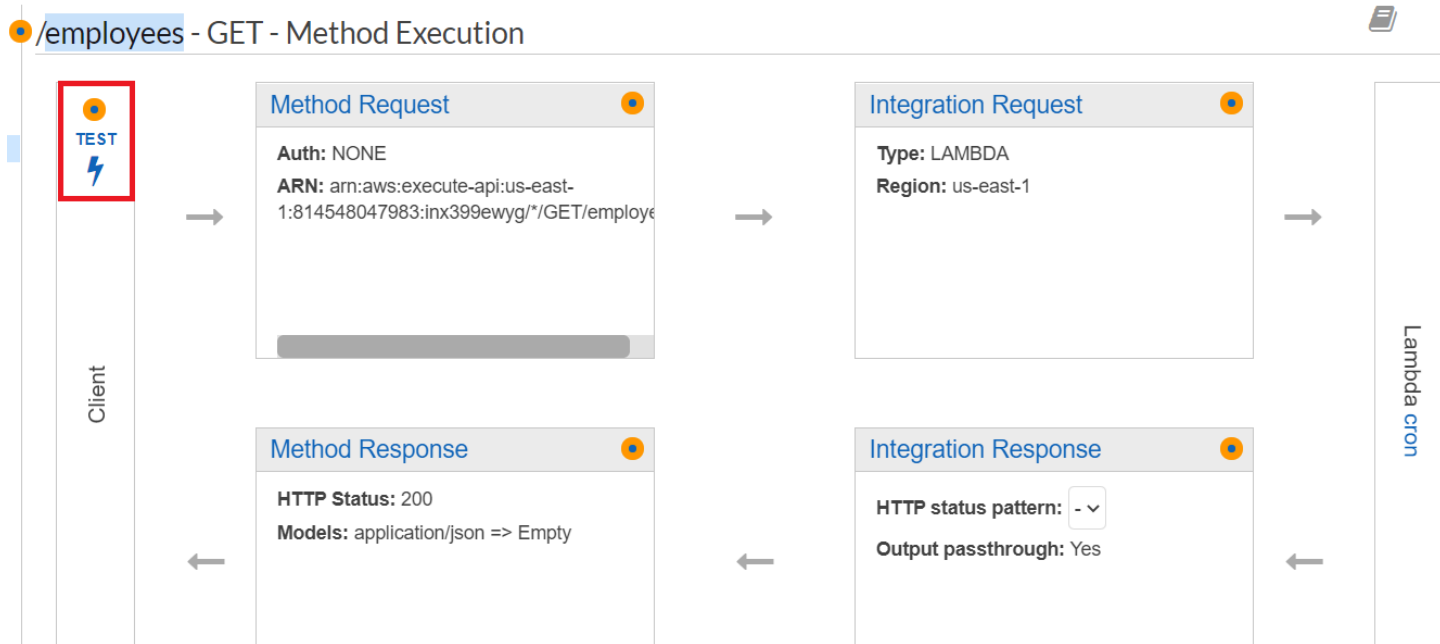 /employees - GET - Method Execution
TEST
Client
Method Request
Auth: NONE
ARN: arn:aws:execute-api:us-east-
1:814548047983:inx399ewyg/*/GET/employe
Integration Request
Type: LAMBDA
Region: us-east-1
Lambda cron
Method Response
HTTP Status: 200
Models: application/json => Empty
Integration Response
HTTP status pattern: -
Output passthrough: Yes